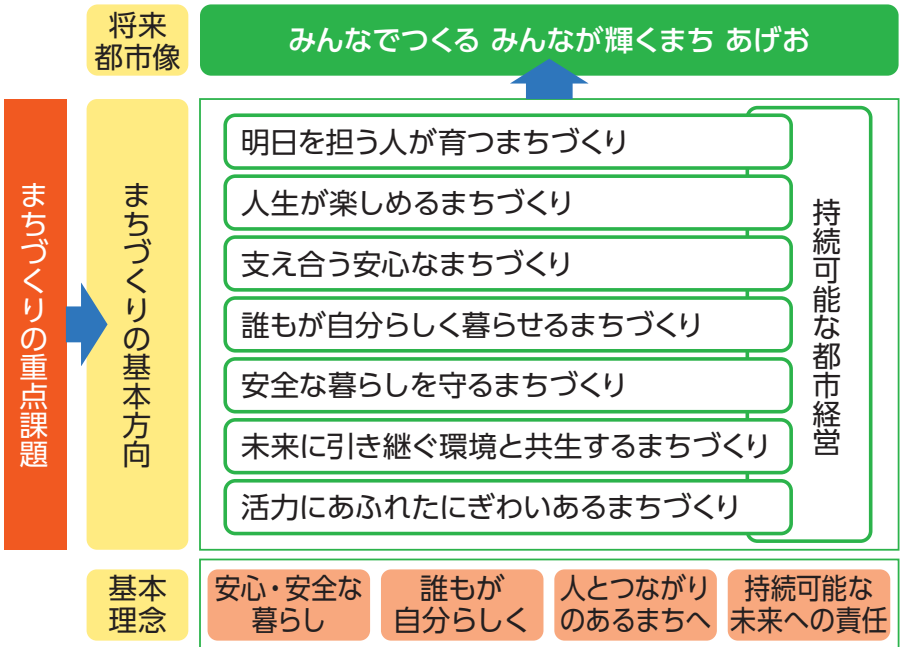 将来
都市像
みんなでつくる みんなが輝くまち あげお
まちづくりの重点課題
まちづくりの基本方向
明日を担う人が育つまちづくり
人生が楽しめるまちづくり
支え合う安心なまちづくり
誰もが自分らしく暮らせるまちづくり
安全な暮らしを守るまちづくり
未来に引き継ぐ環境と共生するまちづくり
活力にあふれたにぎわいあるまちづくり
持続可能な都市経営
基本
理念
安心・安全な
暮らし
誰もが
自分らしく
人とつながり
のあるまちへ
持続可能な
未来への責任